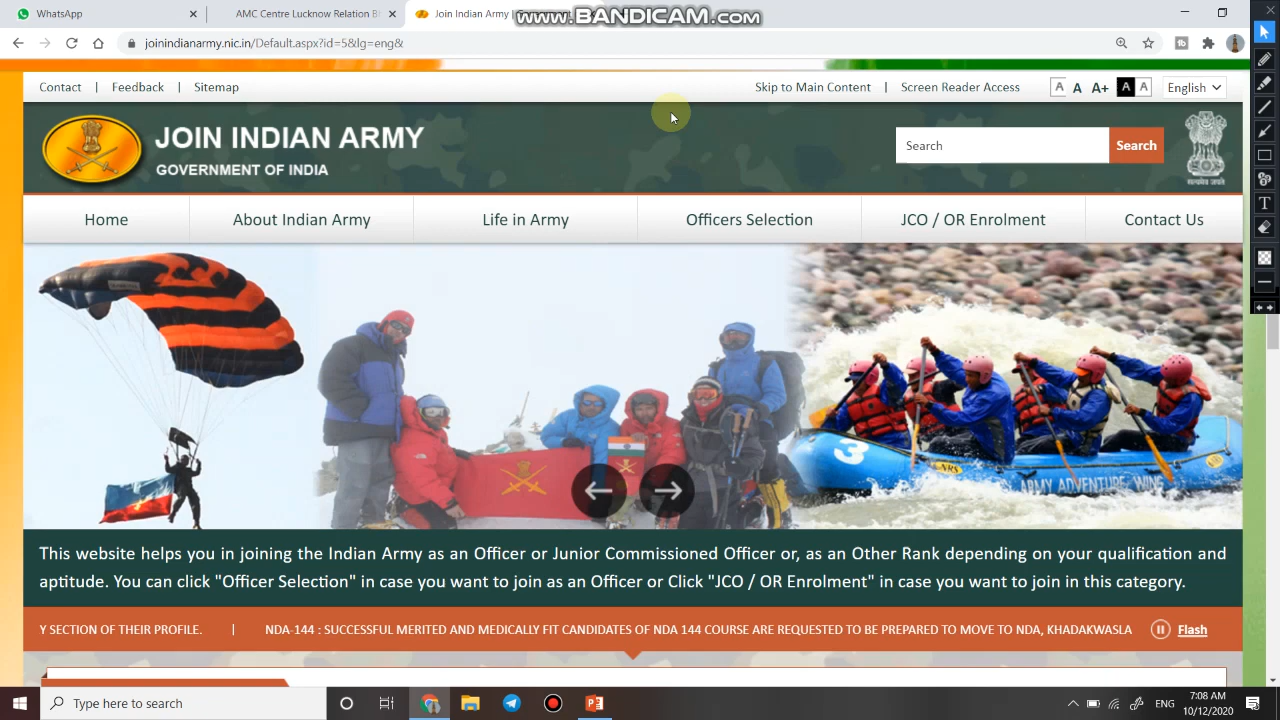 WhatsApp
AMC Centre Lucknow Relation B
Join Indian Army
www.BANDICAM.com
joinindianarmy.nic.in/Default.aspx?id=5&lg=eng&
Contact | Feedback | Sitemap
Skip to Main Content | Screen Reader Access
A A A+ A A
English
JOIN INDIAN ARMY
GOVERNMENT OF INDIA
Search
Search
सत्यमेव जयते
Home
About Indian Army
Life in Army
Officers Selection
JCO / OR Enrolment
Contact Us
3
NRS
ARMY ADVENTURE WING
This website helps you in joining the Indian Army as an Officer or Junior Commissioned Officer or, as an Other Rank depending on your qualification and
aptitude. You can click "Officer Selection" in case you want to join as an Officer or Click "JCO / OR Enrolment" in case you want to join in this category.
Y SECTION OF THEIR PROFILE. | NDA-144 : SUCCESSFUL MERITED AND MEDICALLY FIT CANDIDATES OF NDA 144 COURSE ARE REQUESTED TO BE PREPARED TO MOVE TO NDA, KHADAKWASLA
Flash
Type here to search
ENG
7:08 AM
10/12/2020